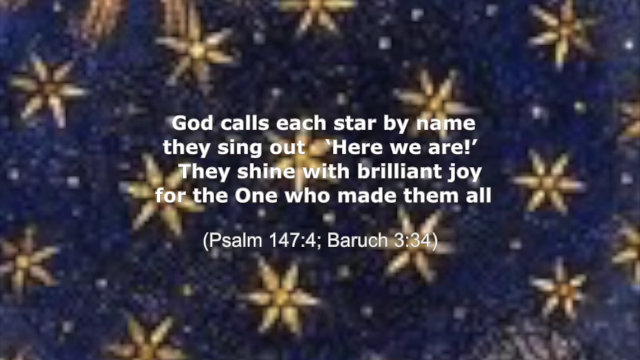 God calls each star by name
they sing out ‘Here we are!’
They shine with brilliant joy
for the One who made them all
(Psalm 147:4; Baruch 3:34)